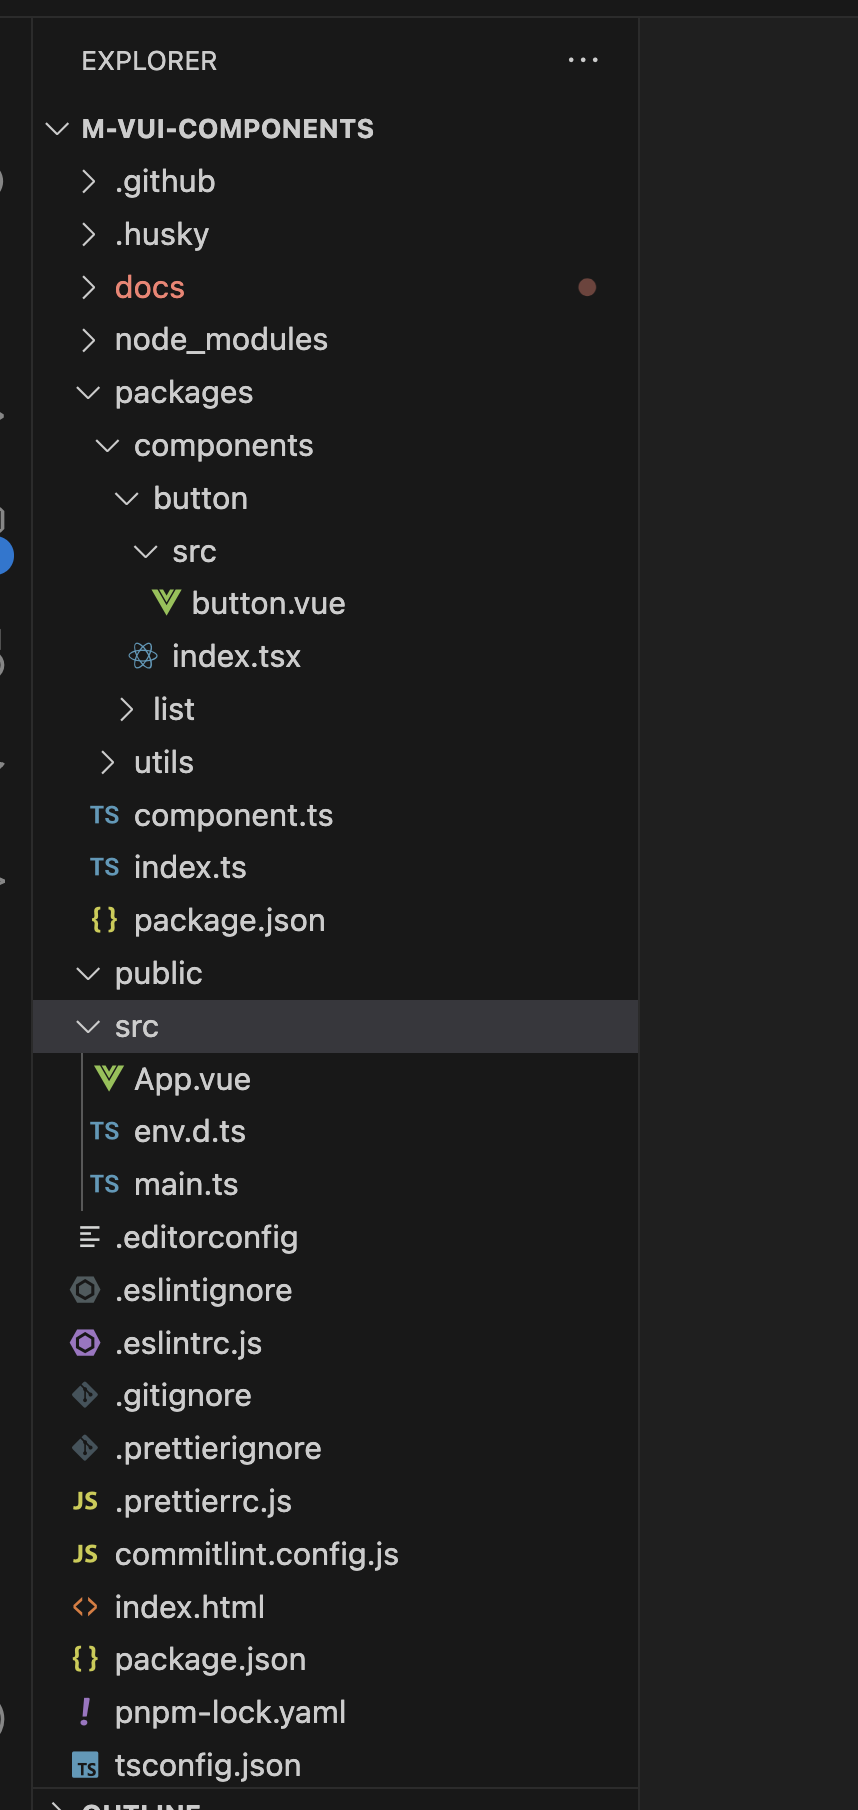 EXPLORER
M-VUI-COMPONENTS
.github
.husky
docs
node_modules
packages
components
button
src
button.vue
index.tsx
list
utils
TS component.ts
TS index.ts
{} package.json
public
src
App.vue
TS env.d.ts
TS main.ts
.editorconfig
.eslintignore
.eslintrc.js
.gitignore
.prettierignore
JS .prettierrc.js
JS commitlint.config.js
<> index.html
{} package.json
! pnpm-lock.yaml
TS tsconfig.json
OUTLINE